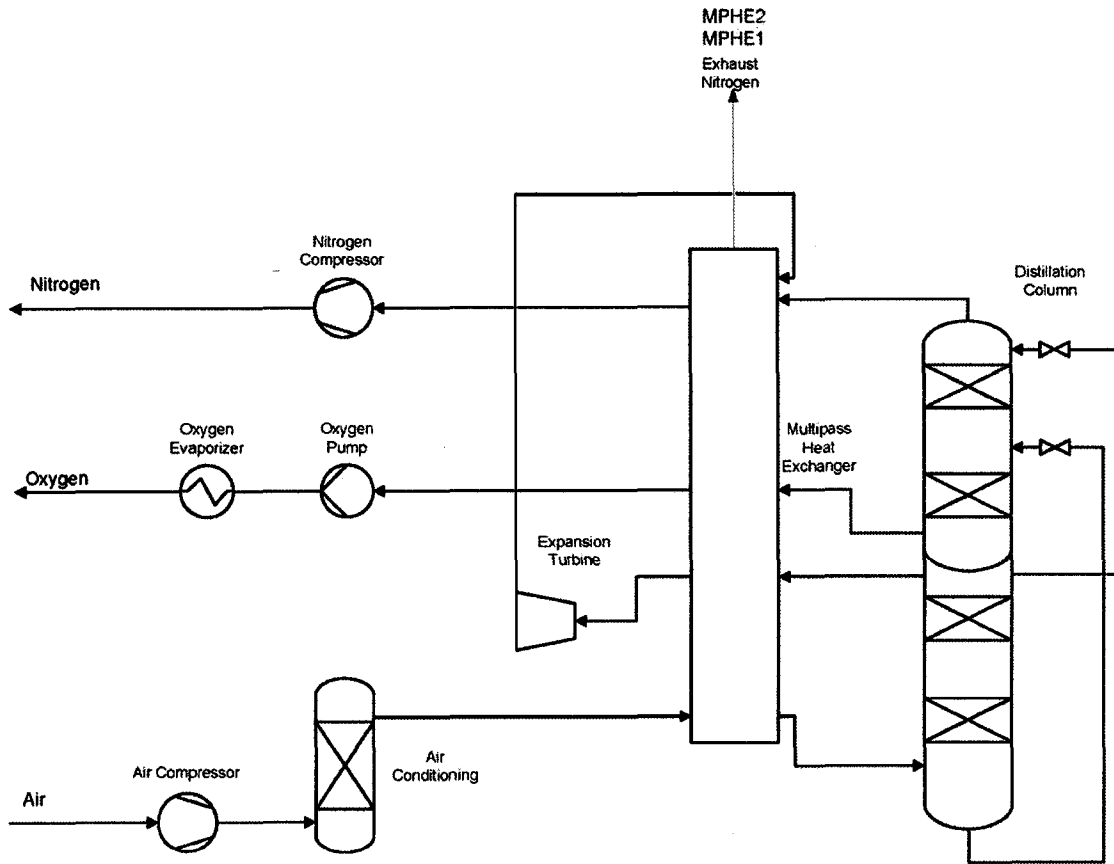 MPHE2
MPHE1
Exhaust
Nitrogen
Nitrogen
Compressor
Nitrogen
Distillation
Column
Oxygen
Evaporizer
Oxygen
Pump
Multipass
Heat
Exchanger
Oxygen
Expansion
Turbine
Air Compressor
Air
Conditioning
Air